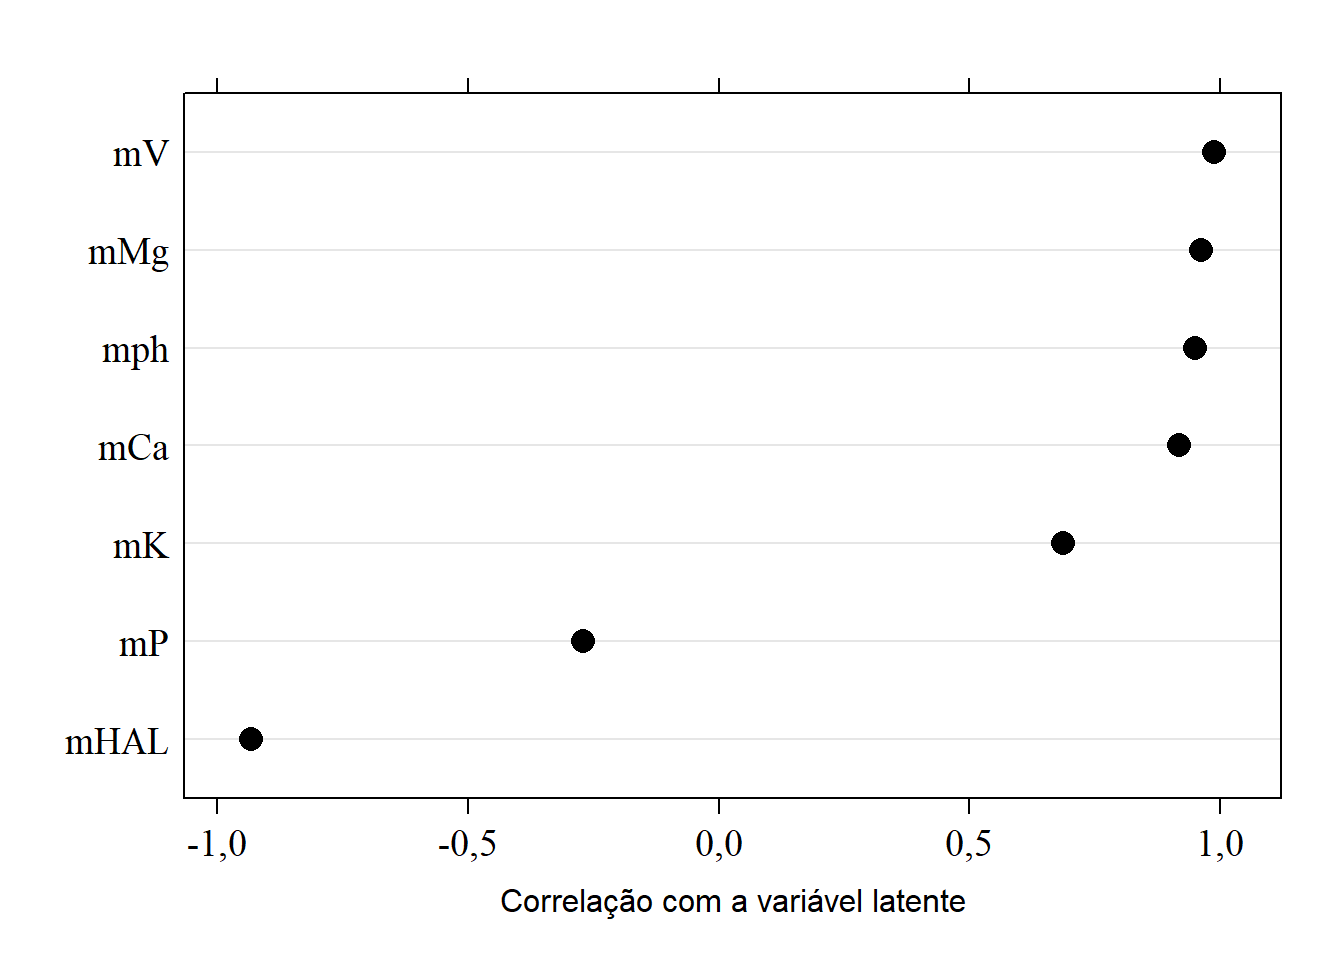 mV
mMg
mph
mCa
mK
mP
mHAL
-1,0 -0,5 0,0 0,5 1,0
Correlação com a variável latente